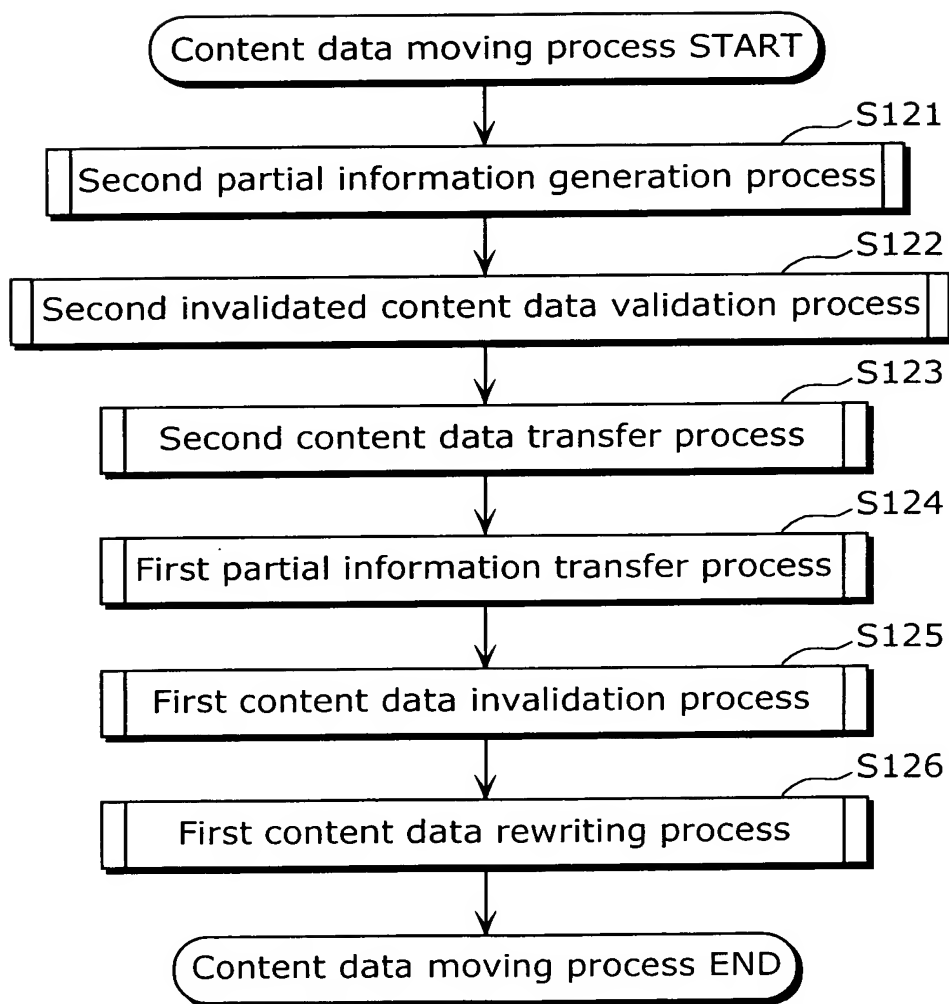 Content data moving process START
S121
Second partial information generation process
S122
Second invalidated content data validation process
S123
Second content data transfer process
S124
First partial information transfer process
S125
First content data invalidation process
S126
First content data rewriting process
Content data moving process END